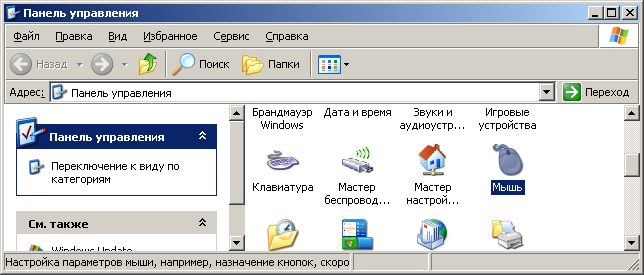 Панель управления
Файл Правка Вид Избранное Сервис Справка
Назад Поиск Папки
Адрес: Панель управления Переход
Панель управления
Переключение к виду по
категориям
См. также
Windows Update
Брандмауэр
Windows
Дата и время
Звуки и
аудиоустр...
Игровые
устройства
Клавиатура
Мастер
беспровод...
Мастер
настрой...
Мышь
Настройка параметров мыши, например, назначение кнопок, скоро